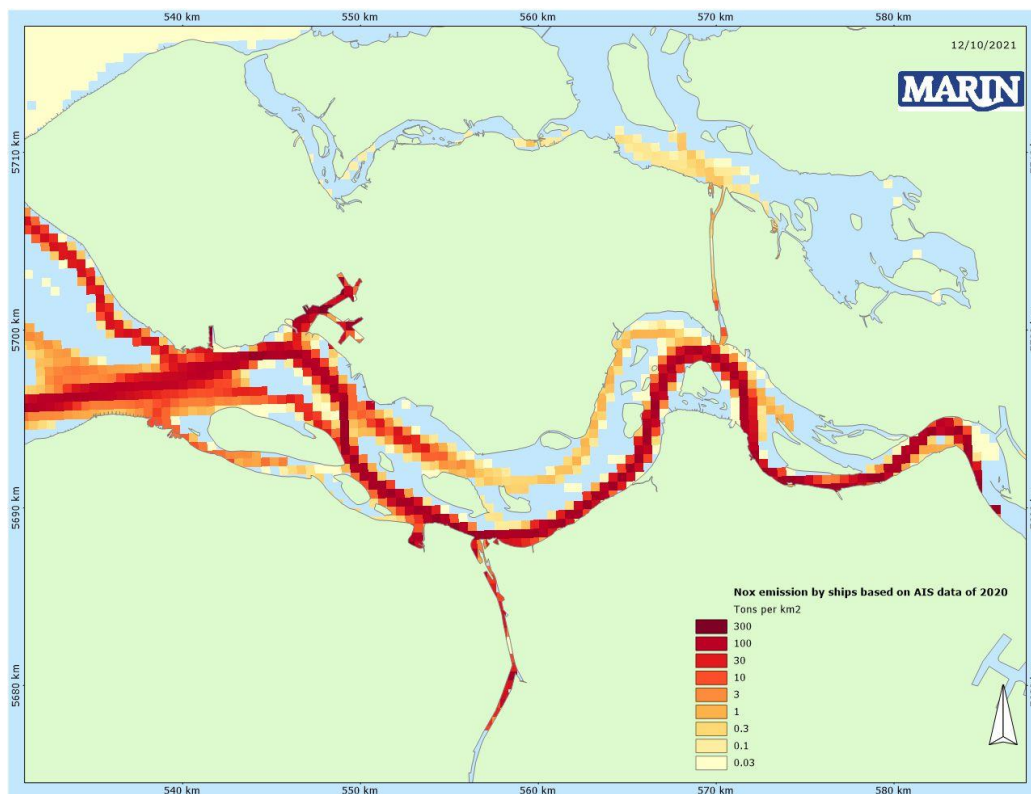 540 km
550 km
560 km
570 km
580 km
12/10/2021
MARIN
5710 km
5700 km
5690 km
5680 km
Nox emission by ships based on AIS data of 2020
Tons per km2
300
100
30
10
3
1
0.3
0.1
0.03
540 km
550 km
560 km
570 km
580 km